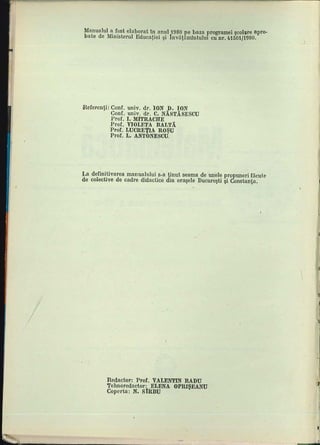 Manualul a fost elaborat în anul 1980 pe baza programei școlare apro-
bate de Ministerul Educației și Învățămîntului cu nr. 41501/1980.
Referenți: Conf. univ. dr. ION D. ION
Conf. univ. dr. C. NĂSTĂSESCU
Prof. I. MITRACHE
Prof. VIOLETA BALTĂ
Prof. LUCREȚIA ROȘU
Prof. L. ANTONESCU
La definitivarea manualului s-a ținut seama de unele propuneri făcute
de colective de cadre didactice din orașele București și Constanța.
Redactor: Prof. VALENTIN RADU
Tehnoredactor: ELENA OPRIȘEANU
Coperta: N. SÎRBU